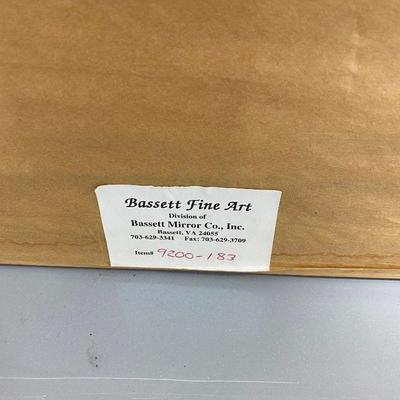 Bassett Fine Art
Division of
Bassett Mirror Co., Inc.
Bassett, VA 24055
703-629-3341 Fax: 703-629-3709
Item# 9200-183